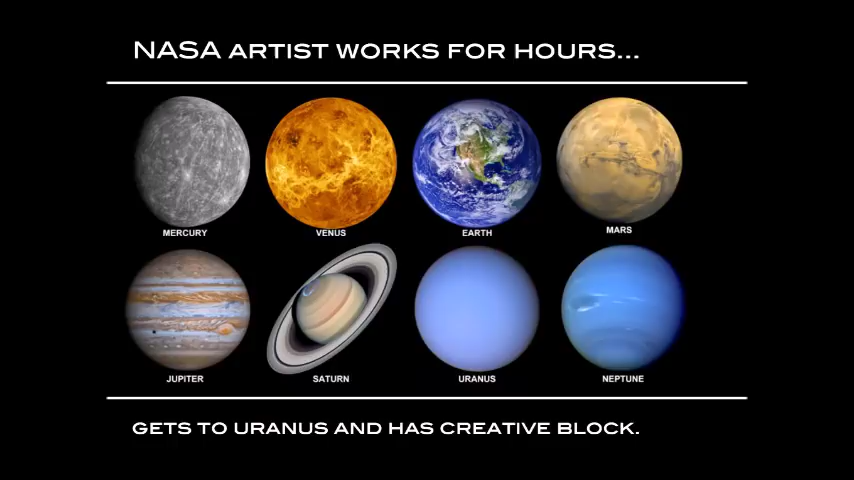 NASA ARTIST WORKS FOR HOURS...
MERCURY
VENUS
EARTH
MARS
JUPITER
SATURN
URANUS
NEPTUNE
GETS TO URANUS AND HAS CREATIVE BLOCK.